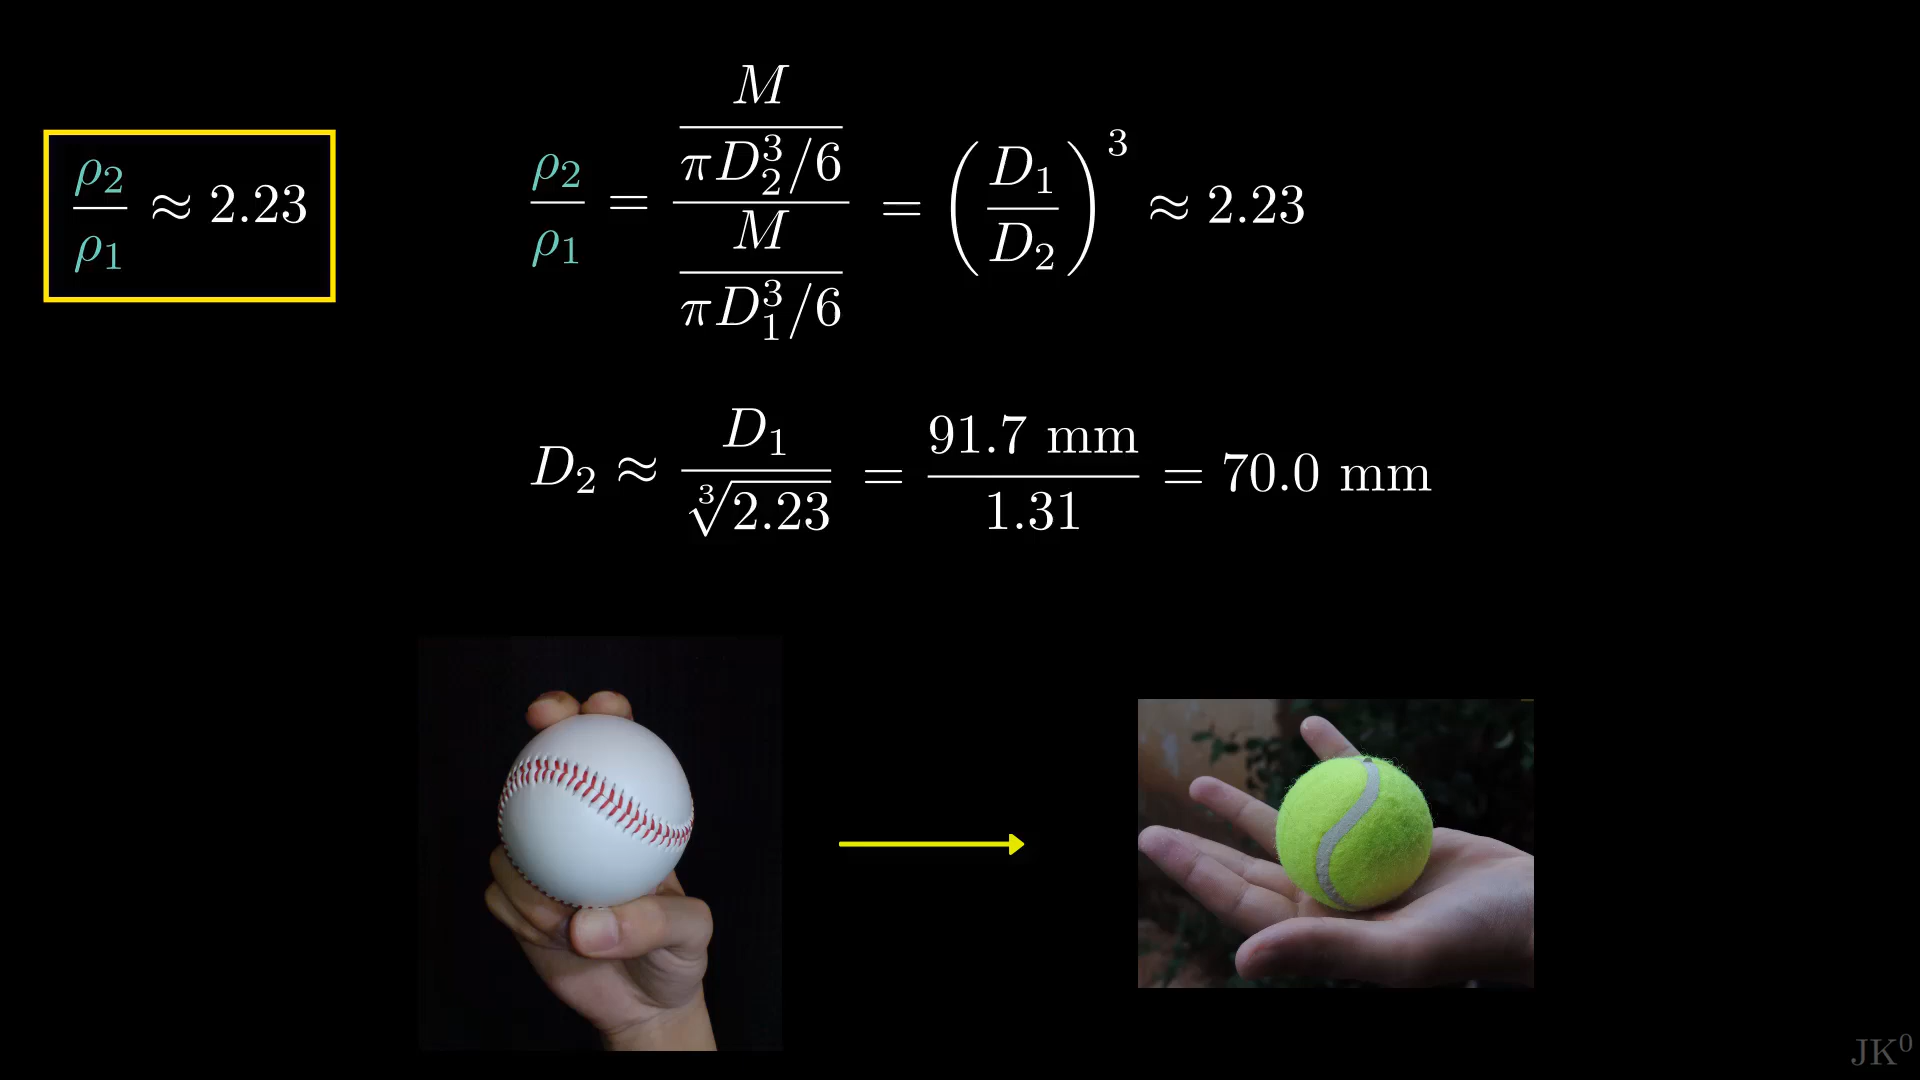 ρ₂/ρ₁ ≈ 2.23
ρ₂/ρ₁ = (M/(πD₂³/6))/(M/(πD₁³/6)) = (D₁/D₂)³ ≈ 2.23
D₂ ≈ D₁/∛2.23 = 91.7 mm/1.31 = 70.0 mm
JK⁰